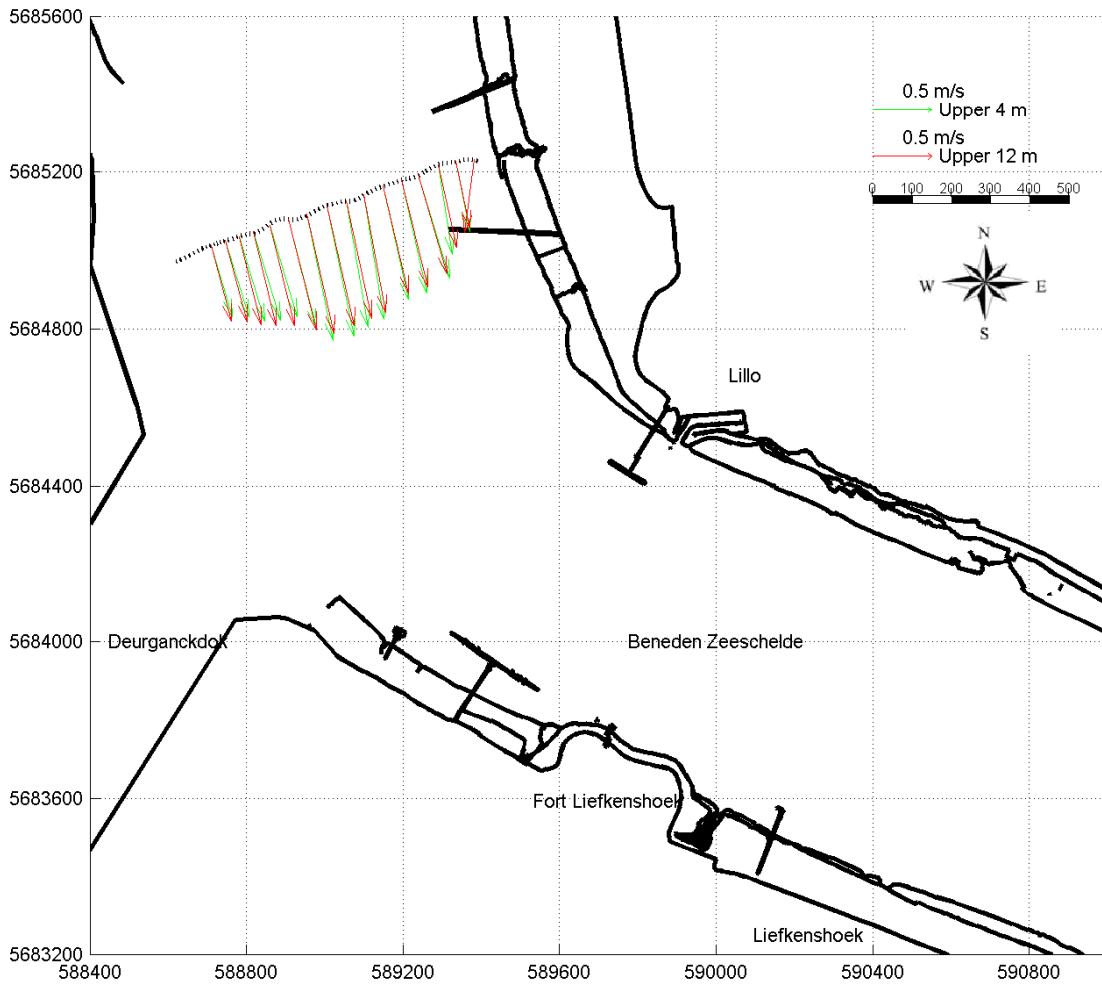 5685600
5685200
5684800
5684400
5684000
5683600
5683200
588400
588800
589200
589600
590000
590400
590800
0.5 m/s
Upper 4 m
0.5 m/s
Upper 12 m
0 100 200 300 400 500
N
W E
S
Lillo
Deurganckdok
Beneden Zeeschelde
Fort Liefkenshoek
Liefkenshoek